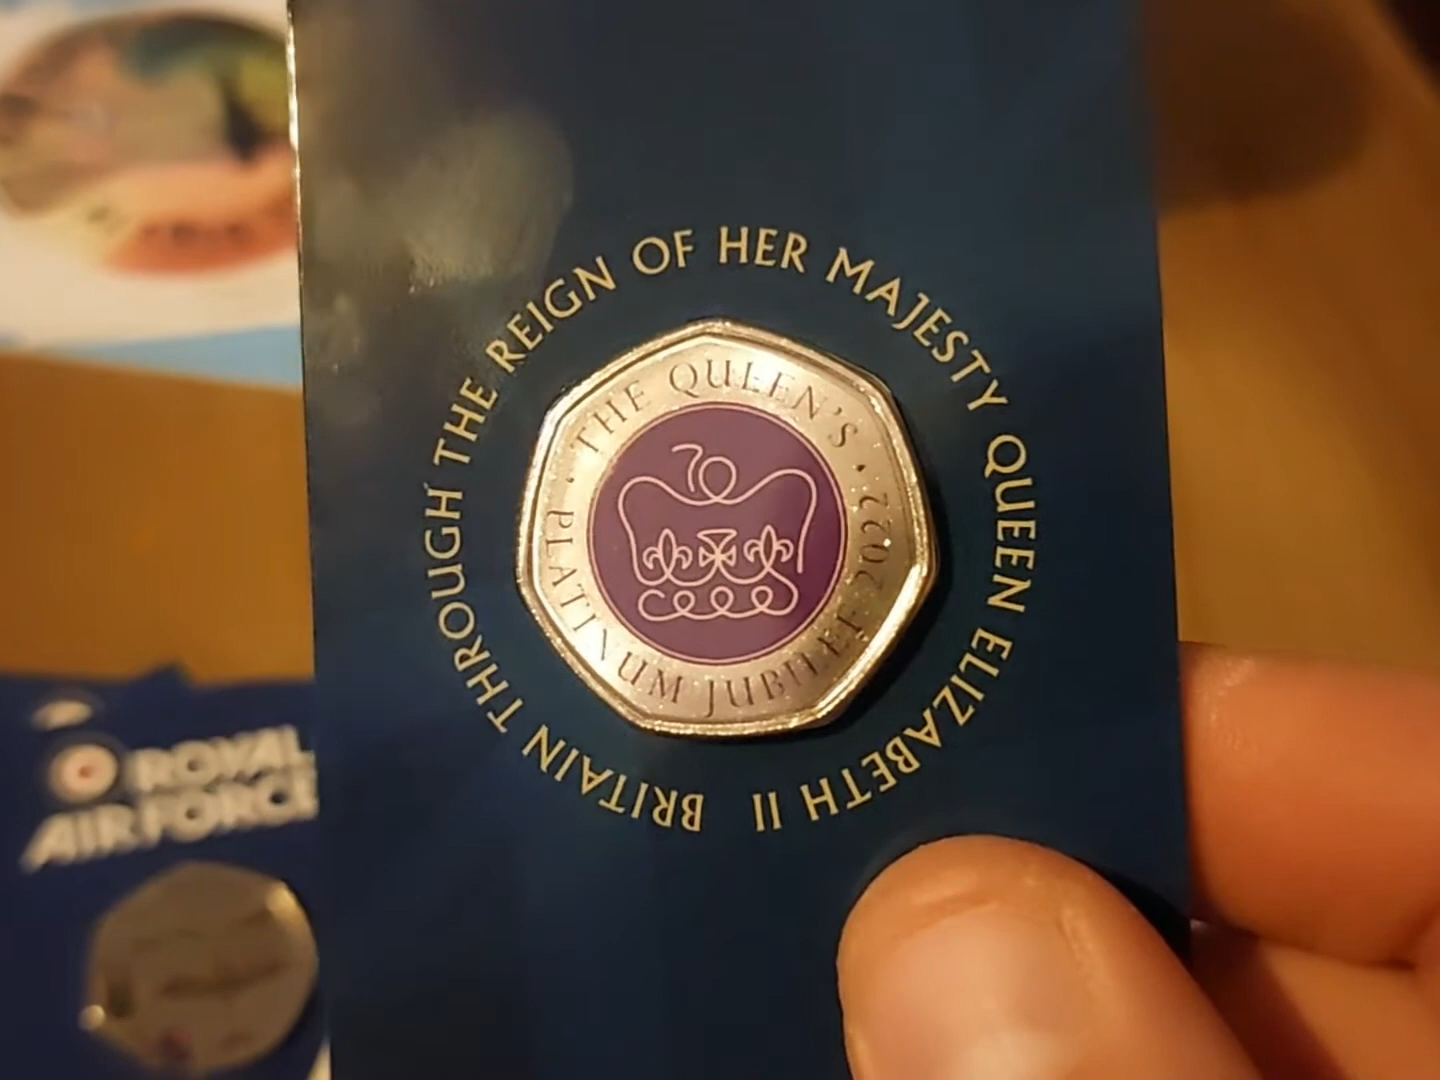 BRITAIN THROUGH THE REIGN OF HER MAJESTY QUEEN ELIZABETH II
· THE QUEEN'S ·
PLATINUM JUBILEE 2022
70
ROYAL
AIR FORCE